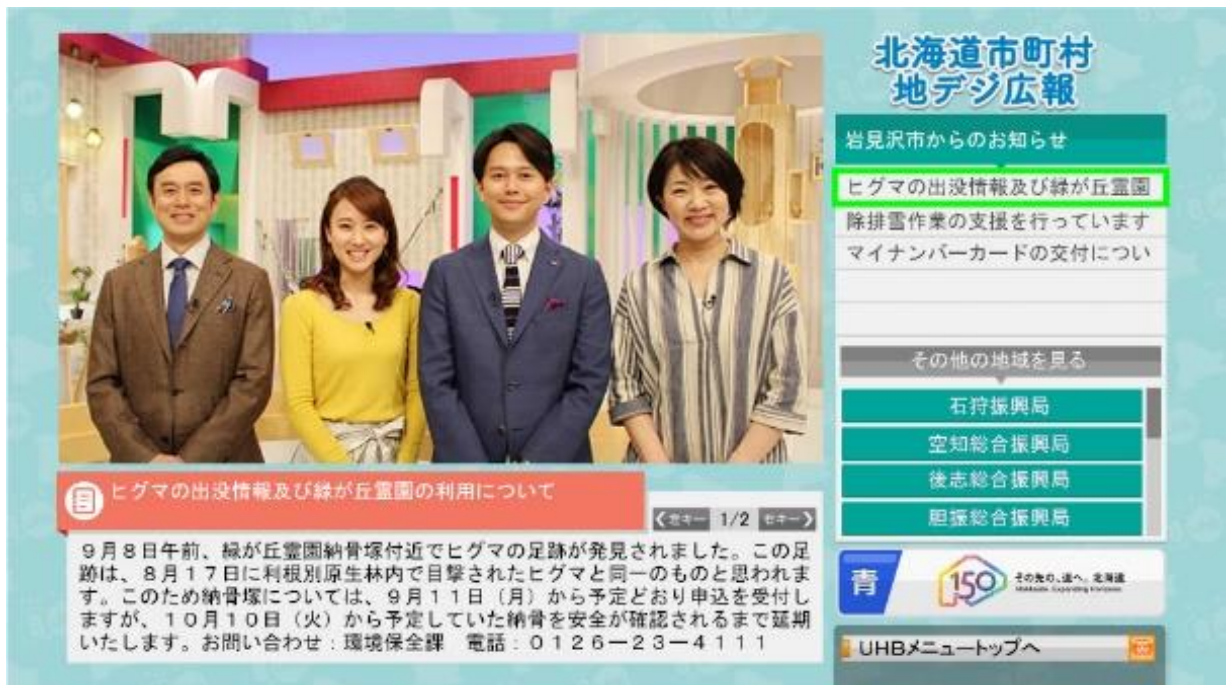 北海道市町村
地デジ広報
岩見沢市からのお知らせ
ヒグマの出没情報及び緑が丘霊園
除排雪作業の支援を行っています
マイナンバーカードの交付につい
その他の地域を見る
石狩振興局
空知総合振興局
後志総合振興局
胆振総合振興局
ヒグマの出没情報及び緑が丘霊園の利用について
1/2
9月8日午前、緑が丘霊園納骨塚付近でヒグマの足跡が発見されました。この足
跡は、8月17日に利根別原生林内で目撃されたヒグマと同一のものと思われま
す。このため納骨塚については、9月11日(月)から予定どおり申込を受付し
ますが、10月10日(火)から予定していた納骨を安全が確認されるまで延期
いたします。お問い合わせ:環境保全課 電話:0126ー23ー4111
青
150
その先の、道へ。北海道
Hokkaido. Expanding Horizons.
UHBメニュートップへ